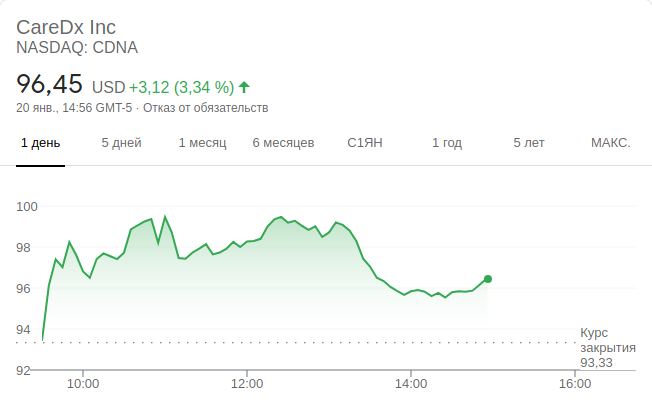 CareDx Inc
NASDAQ: CDNA
96,45 USD +3,12 (3,34 %)
20 янв., 14:56 GMT-5 · Отказ от обязательств
1 день 5 дней 1 месяц 6 месяцев С1ЯН 1 год 5 лет МАКС.
100
98
96
94
Курс
закрытия
93,33
92
10:00 12:00 14:00 16:00